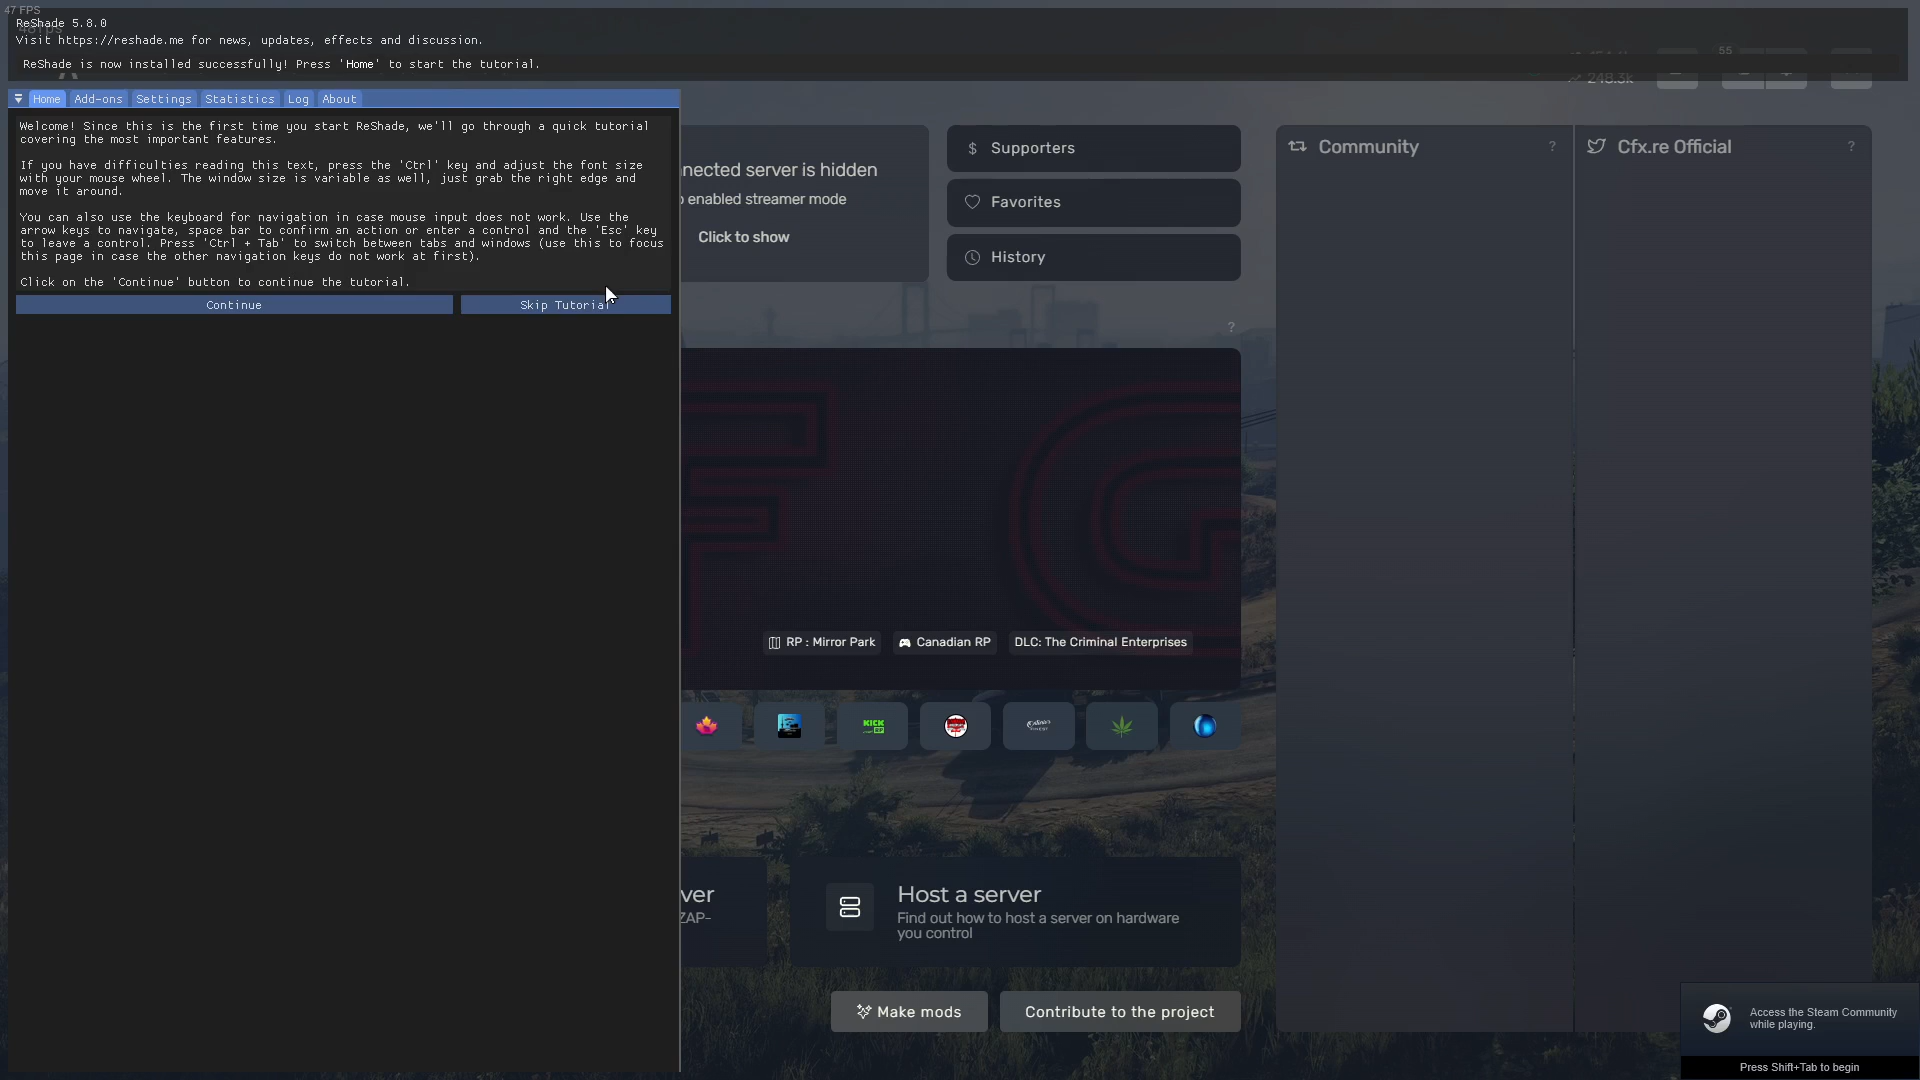 47 FPS
ReShade 5.8.0
Visit https://reshade.me for news, updates, effects and discussion.
ReShade is now installed successfully! Press 'Home' to start the tutorial.
55
248.3k
Home Add-ons Settings Statistics Log About
Welcome! Since this is the first time you start ReShade, we'll go through a quick tutorial
covering the most important features.
If you have difficulties reading this text, press the 'Ctrl' key and adjust the font size
with your mouse wheel. The window size is variable as well, just grab the right edge and
move it around.
You can also use the keyboard for navigation in case mouse input does not work. Use the
arrow keys to navigate, space bar to confirm an action or enter a control and the 'Esc' key
to leave a control. Press 'Ctrl + Tab' to switch between tabs and windows (use this to focus
this page in case the other navigation keys do not work at first).
Click on the 'Continue' button to continue the tutorial.
Continue Skip Tutorial
nnected server is hidden
enabled streamer mode
Click to show
$ Supporters
Favorites
History
?
Community ?
Cfx.re Official ?
RP : Mirror Park Canadian RP DLC: The Criminal Enterprises
KICK
RP
ver
ZAP-
Host a server
Find out how to host a server on hardware
you control
Make mods Contribute to the project
Access the Steam Community
while playing.
Press Shift+Tab to begin